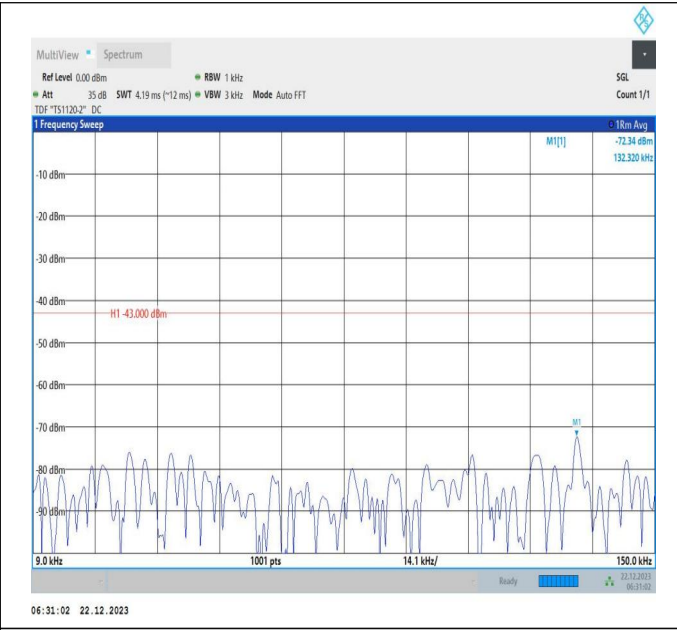 R S
MultiView Spectrum
Ref Level 0.00 dBm RBW 1 kHz SGL
Att 35 dB SWT 4.19 ms (~12 ms) VBW 3 kHz Mode Auto FFT Count 1/1
TDF "TS1120-2" DC
1 Frequency Sweep 1Rm Avg
M1[1] -72.34 dBm
132.320 kHz
-10 dBm
-20 dBm
-30 dBm
-40 dBm
H1 -43.000 dBm
-50 dBm
-60 dBm
-70 dBm
M1
-80 dBm
-90 dBm
9.0 kHz 1001 pts 14.1 kHz/ 150.0 kHz
Ready 22.12.2023
06:31:02
06:31:02 22.12.2023